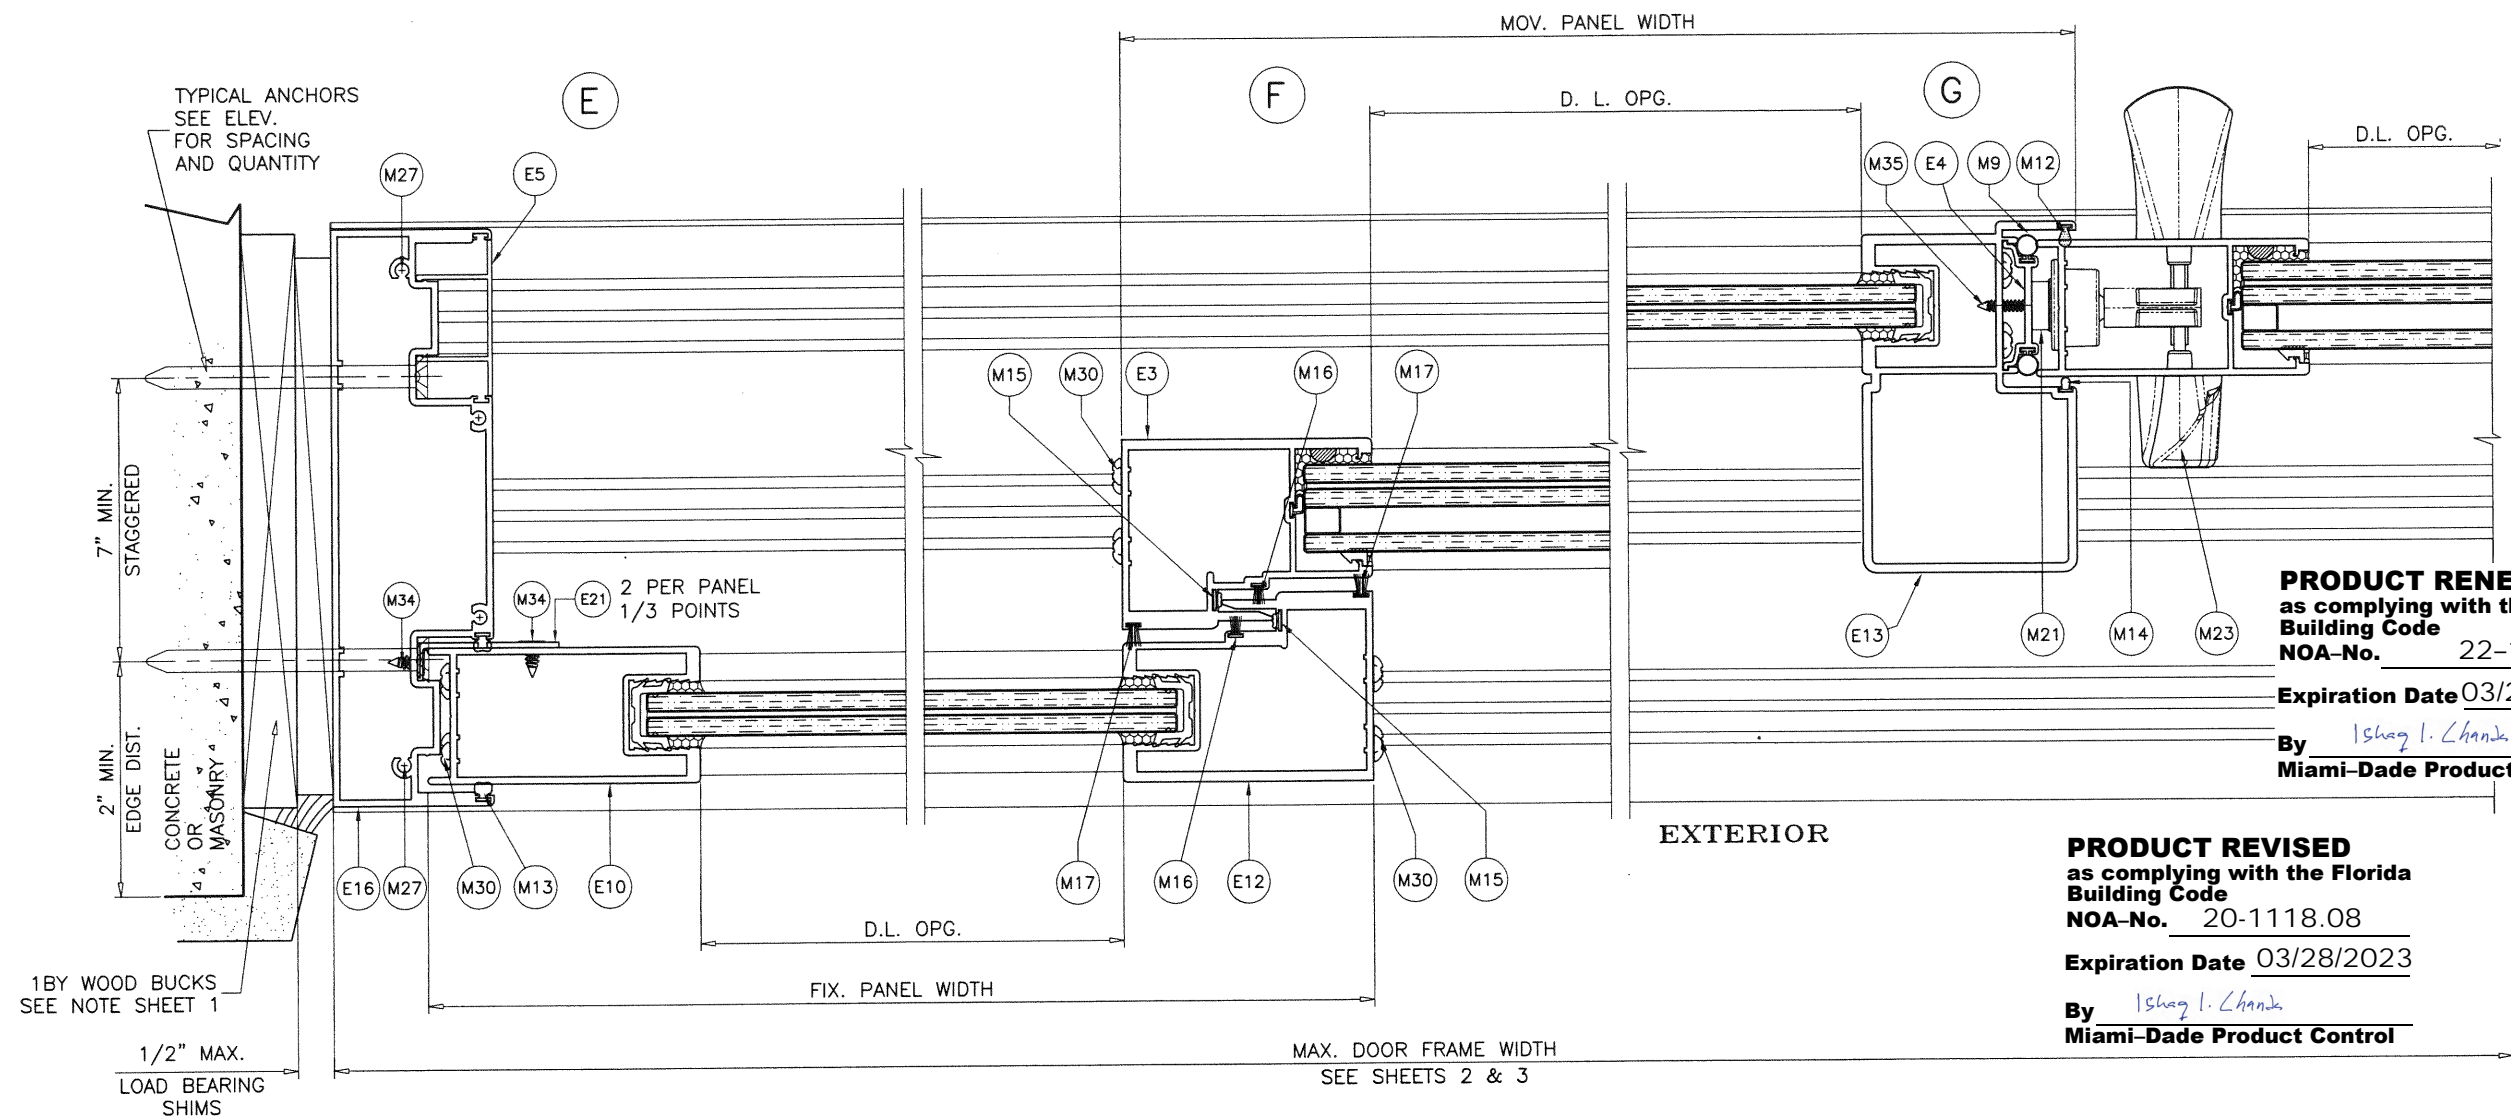 MOV. PANEL WIDTH
TYPICAL ANCHORS
SEE ELEV.
FOR SPACING
AND QUANTITY
E
F
G
D. L. OPG.
D.L. OPG.
M27
E5
M35
E4
M9
M12
M15
M30
E3
M16
M17
7" MIN.
STAGGERED
M34
M34
E21
2 PER PANEL
1/3 POINTS
E13
M21
M14
M23
2" MIN.
EDGE DIST.
CONCRETE
OR
MASONRY
E16
M27
M30
M13
E10
M17
M16
E12
M30
M15
EXTERIOR
D.L. OPG.
FIX. PANEL WIDTH
1BY WOOD BUCKS
SEE NOTE SHEET 1
1/2" MAX.
LOAD BEARING
SHIMS
MAX. DOOR FRAME WIDTH
SEE SHEETS 2 & 3
PRODUCT RENE
as complying with th
Building Code
NOA-No. 22-
Expiration Date 03/2
By Ishaq I. Chanda
Miami-Dade Product
PRODUCT REVISED
as complying with the Florida
Building Code
NOA-No. 20-1118.08
Expiration Date 03/28/2023
By Ishaq I. Chanda
Miami-Dade Product Control